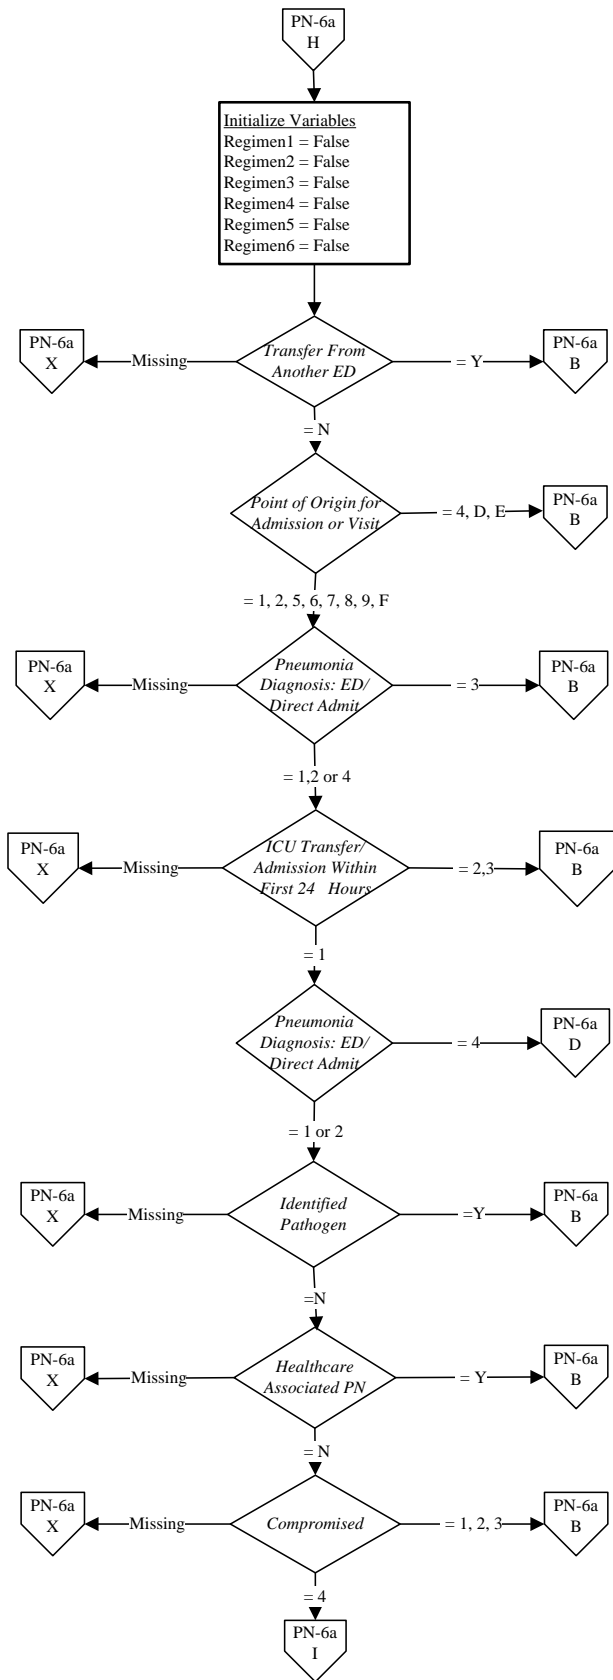 PN-6a
H
Initialize Variables
Regimen1 = False
Regimen2 = False
Regimen3 = False
Regimen4 = False
Regimen5 = False
Regimen6 = False
PN-6a
X
Missing
Transfer From
Another ED
= Y
PN-6a
B
= N
Point of Origin for
Admission or Visit
= 4, D, E
PN-6a
B
= 1, 2, 5, 6, 7, 8, 9, F
PN-6a
X
Missing
Pneumonia
Diagnosis: ED/
Direct Admit
= 3
PN-6a
B
= 1,2 or 4
PN-6a
X
Missing
ICU Transfer/
Admission Within
First 24 Hours
= 2,3
PN-6a
B
= 1
Pneumonia
Diagnosis: ED/
Direct Admit
= 4
PN-6a
D
= 1 or 2
PN-6a
X
Missing
Identified
Pathogen
=Y
PN-6a
B
=N
PN-6a
X
Missing
Healthcare
Associated PN
= Y
PN-6a
B
= N
PN-6a
X
Missing
Compromised
= 1, 2, 3
PN-6a
B
= 4
PN-6a
I